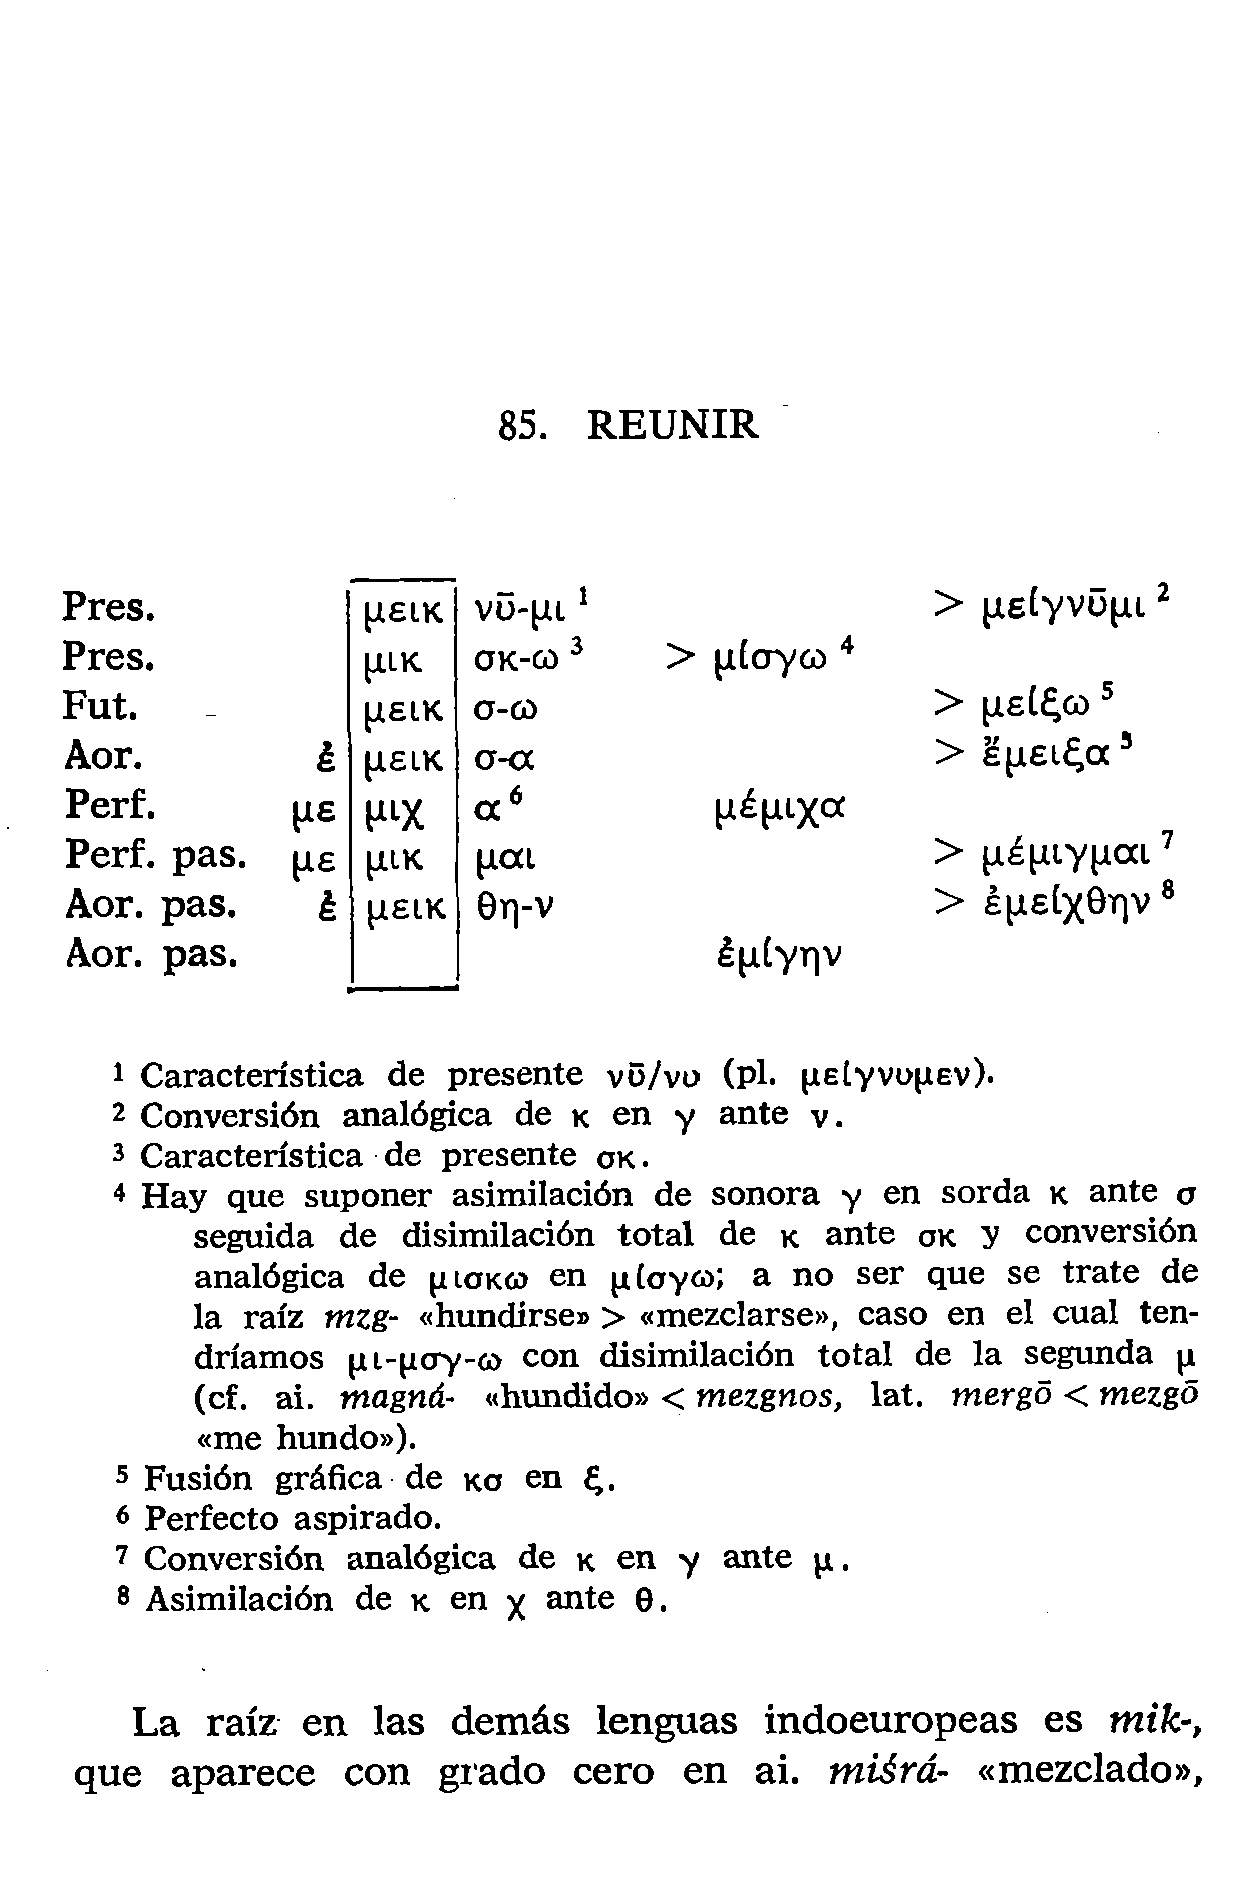 85. REUNIR
Pres. μεικ νῡ-μι ¹ > μείγνῡμι ²
Pres. μικ σκ-ω ³ > μίσγω ⁴
Fut. μεικ σ-ω > μείξω ⁵
Aor. ἐ μεικ σ-α > ἔμειξα ⁵
Perf. με μιχ α ⁶ μέμιχα
Perf. pas. με μικ μαι > μέμιγμαι ⁷
Aor. pas. ἐ μεικ θη-ν > ἐμείχθην ⁸
Aor. pas. ἐμίγην
¹ Característica de presente νῡ/νυ (pl. μείγνυμεν).
² Conversión analógica de κ en γ ante ν.
³ Característica de presente σκ.
⁴ Hay que suponer asimilación de sonora γ en sorda κ ante σ
seguida de disimilación total de κ ante σκ y conversión
analógica de μισκω en μίσγω; a no ser que se trate de
la raíz mzg- «hundirse» > «mezclarse», caso en el cual ten-
dríamos μι-μσγ-ω con disimilación total de la segunda μ
(cf. ai. magná- «hundido» < mezgnos, lat. mergō < mezgō
«me hundo»).
⁵ Fusión gráfica de κσ en ξ.
⁶ Perfecto aspirado.
⁷ Conversión analógica de κ en γ ante μ.
⁸ Asimilación de κ en χ ante θ.
La raíz en las demás lenguas indoeuropeas es mik-,
que aparece con grado cero en ai. miśrá- «mezclado»,